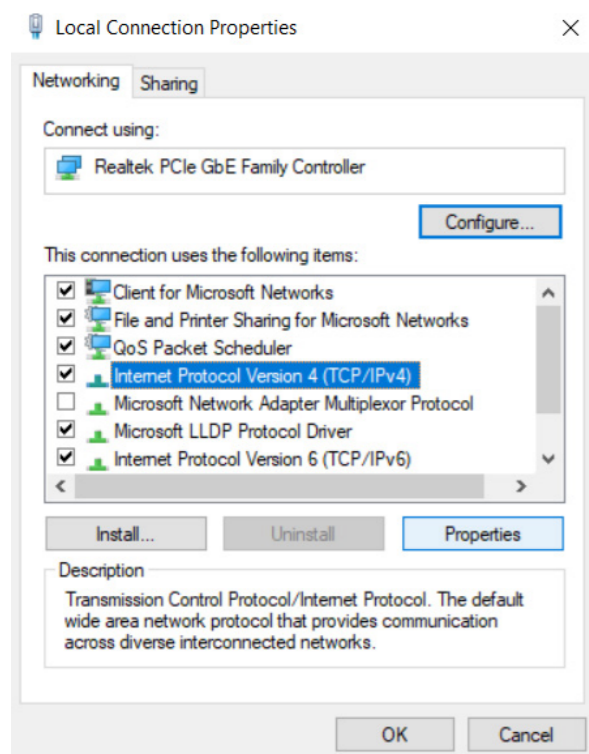 Local Connection Properties
Networking
Sharing
Connect using:
Realtek PCIe GbE Family Controller
Configure...
This connection uses the following items:
Client for Microsoft Networks
File and Printer Sharing for Microsoft Networks
QoS Packet Scheduler
Internet Protocol Version 4 (TCP/IPv4)
Microsoft Network Adapter Multiplexor Protocol
Microsoft LLDP Protocol Driver
Internet Protocol Version 6 (TCP/IPv6)
Install...
Uninstall
Properties
Description
Transmission Control Protocol/Internet Protocol. The default
wide area network protocol that provides communication
across diverse interconnected networks.
OK
Cancel